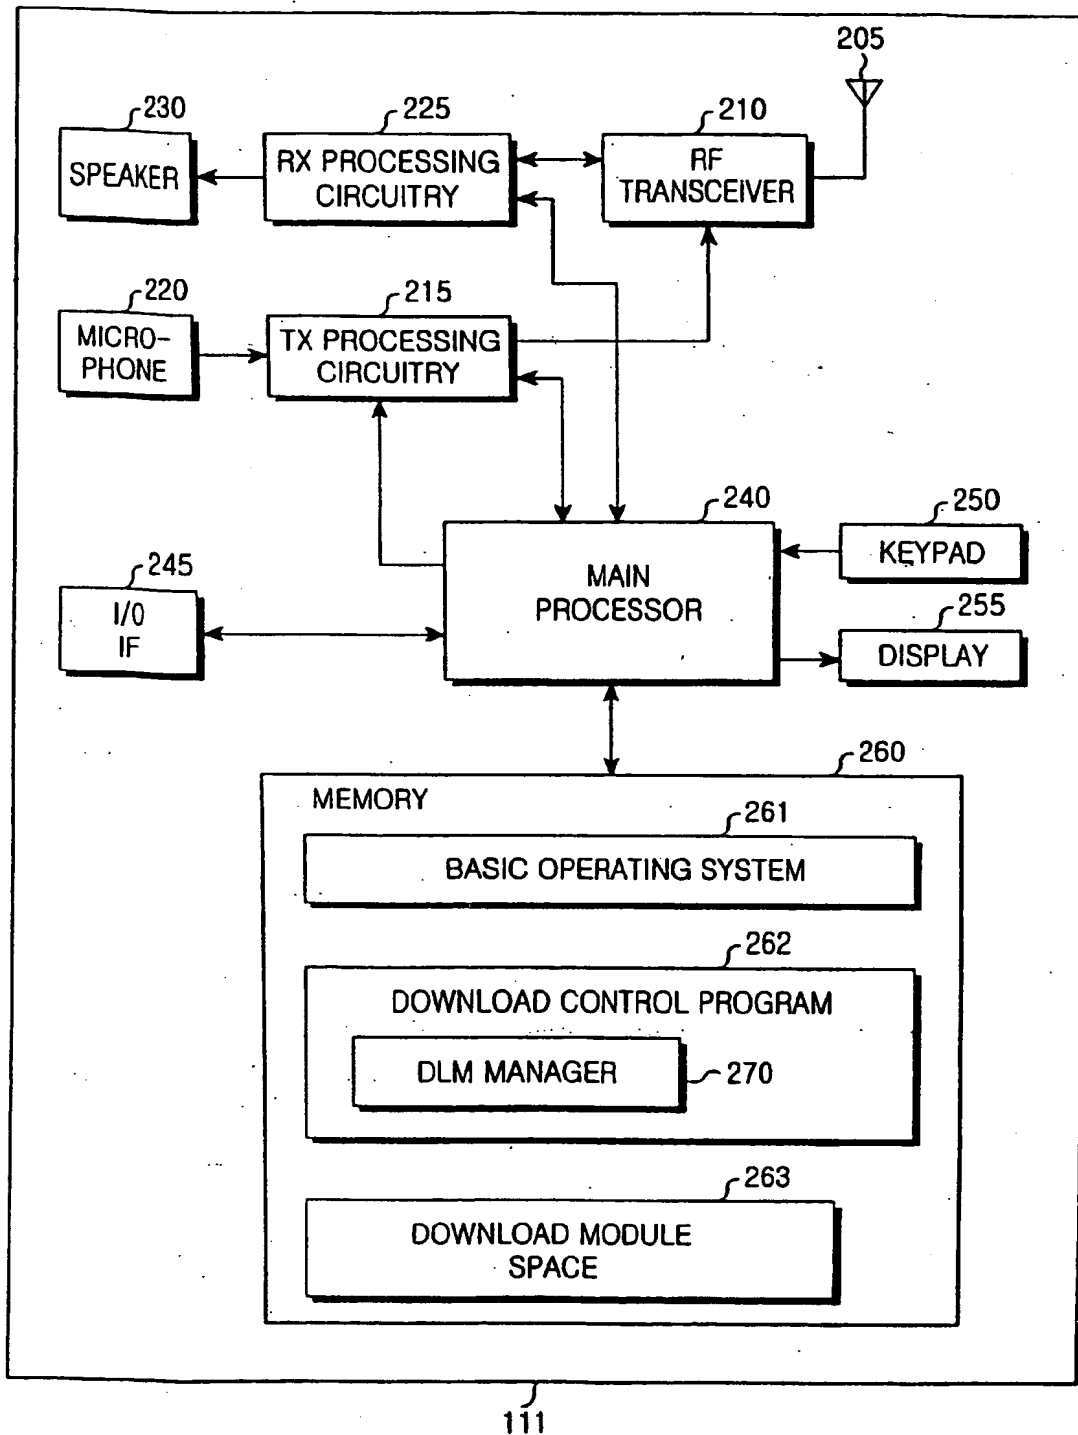 205
230
225
210
SPEAKER
RX PROCESSING
CIRCUITRY
RF
TRANSCEIVER
220
215
MICRO-
PHONE
TX PROCESSING
CIRCUITRY
240
250
MAIN
PROCESSOR
KEYPAD
245
I/O
IF
255
DISPLAY
260
MEMORY
261
BASIC OPERATING SYSTEM
262
DOWNLOAD CONTROL PROGRAM
DLM MANAGER
270
263
DOWNLOAD MODULE
SPACE
111